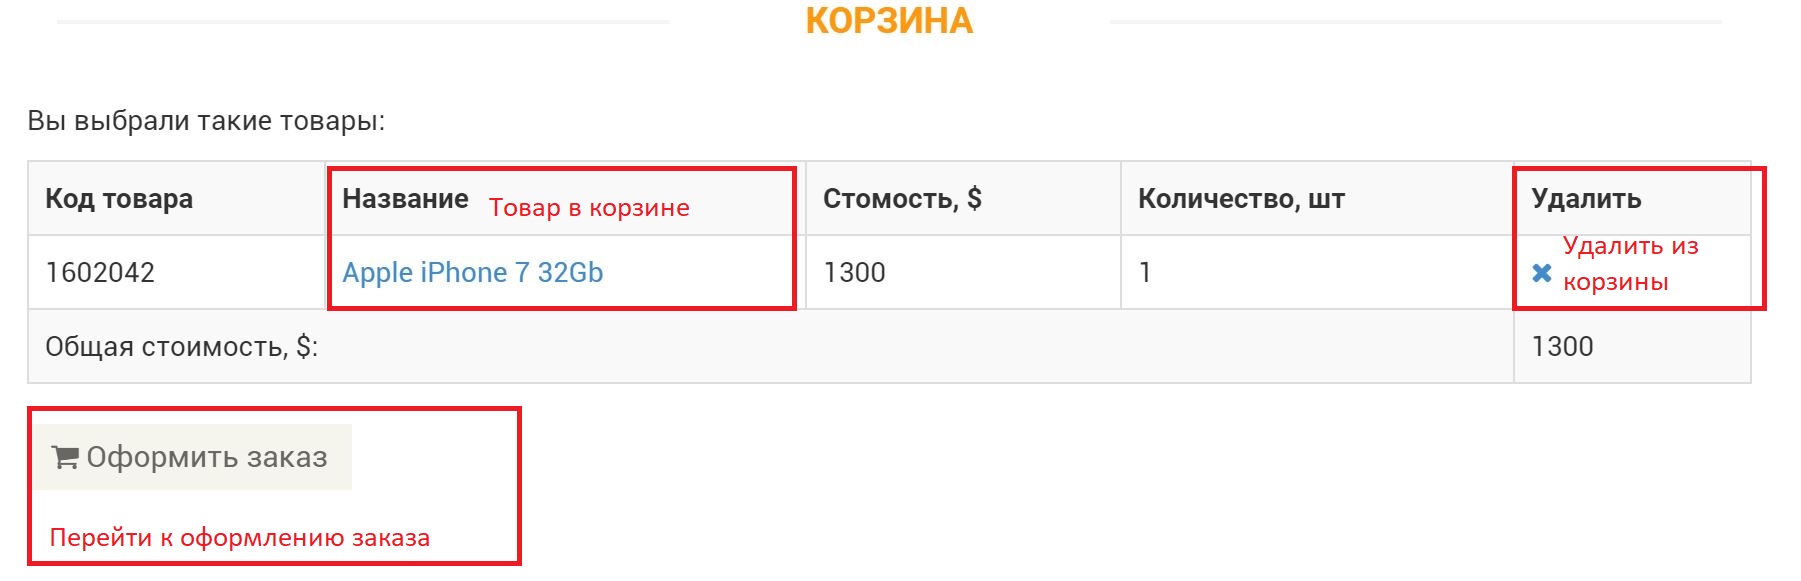 КОРЗИНА
Вы выбрали такие товары:
Код товара Название Товар в корзине Стомость, $ Количество, шт Удалить
Удалить из
1602042 Apple iPhone 7 32Gb 1300 1 корзины
Общая стоимость, $: 1300
Оформить заказ
Перейти к оформлению заказа